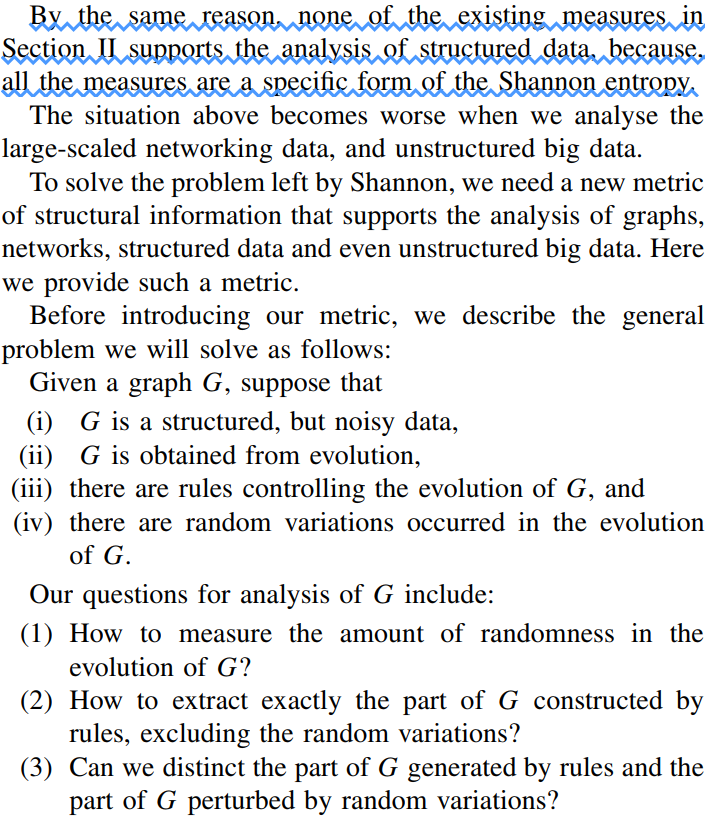 By the same reason, none of the existing measures in
Section II supports the analysis of structured data, because,
all the measures are a specific form of the Shannon entropy.
The situation above becomes worse when we analyse the
large-scaled networking data, and unstructured big data.
To solve the problem left by Shannon, we need a new metric
of structural information that supports the analysis of graphs,
networks, structured data and even unstructured big data. Here
we provide such a metric.
Before introducing our metric, we describe the general
problem we will solve as follows:
Given a graph G, suppose that
(i) G is a structured, but noisy data,
(ii) G is obtained from evolution,
(iii) there are rules controlling the evolution of G, and
(iv) there are random variations occurred in the evolution
of G.
Our questions for analysis of G include:
(1) How to measure the amount of randomness in the
evolution of G?
(2) How to extract exactly the part of G constructed by
rules, excluding the random variations?
(3) Can we distinct the part of G generated by rules and the
part of G perturbed by random variations?